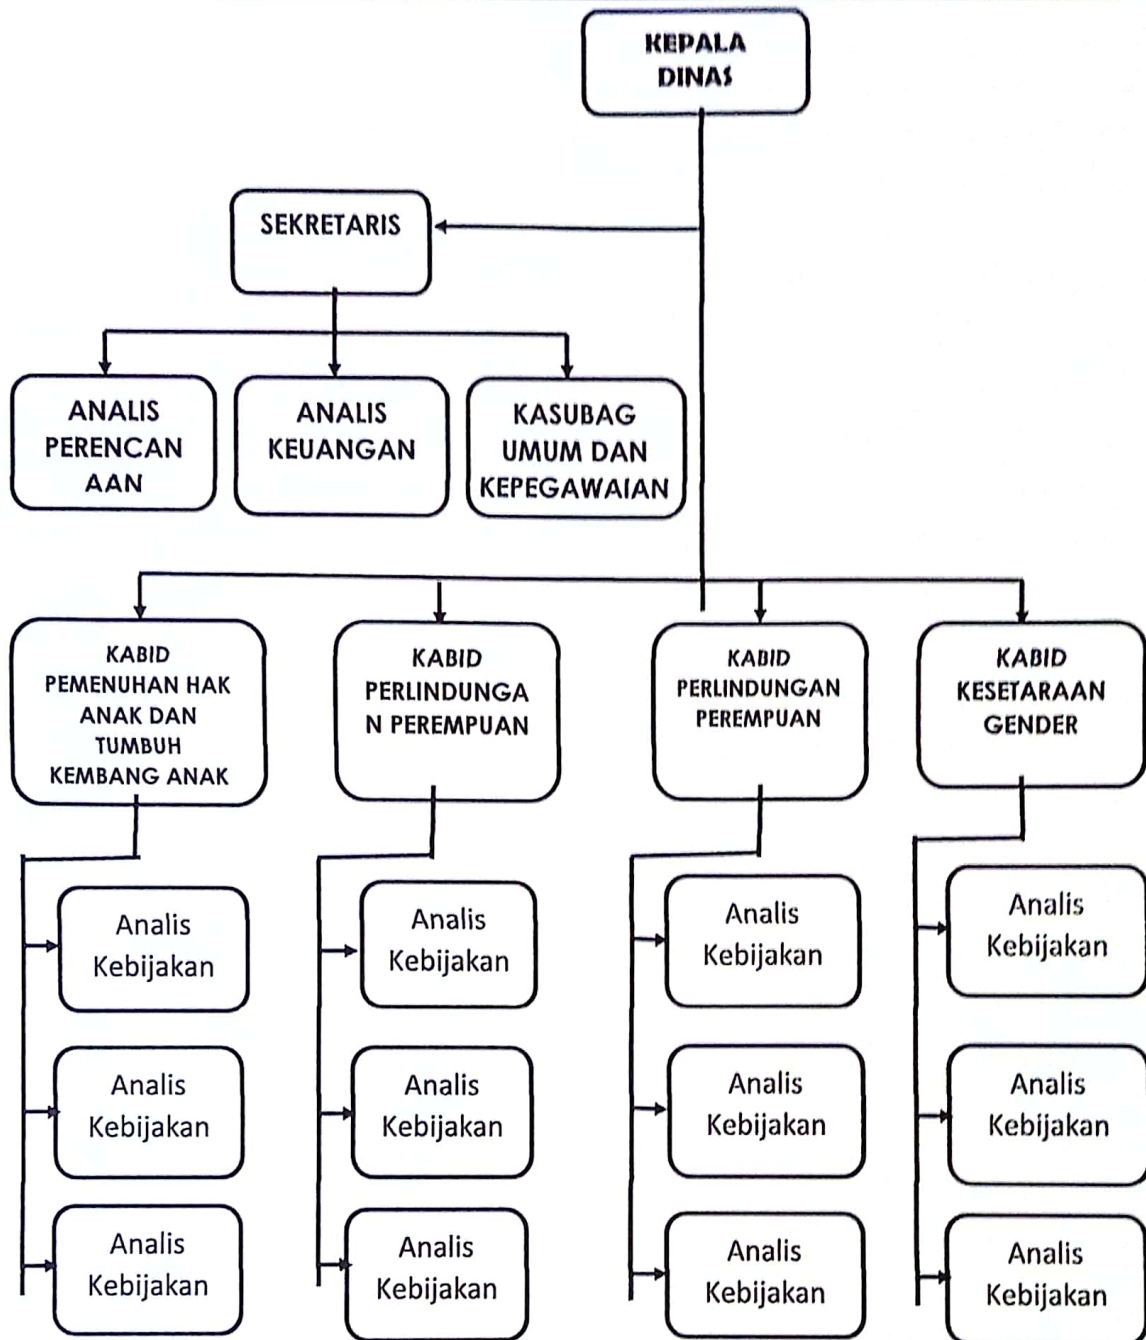 KEPALA
DINAS
SEKRETARIS
ANALIS
PERENCAN
AAN
ANALIS
KEUANGAN
KASUBAG
UMUM DAN
KEPEGAWAIAN
KABID
PEMENUHAN HAK
ANAK DAN
TUMBUH
KEMBANG ANAK
KABID
PERLINDUNGA
N PEREMPUAN
KABID
PERLINDUNGAN
PEREMPUAN
KABID
KESETARAAN
GENDER
Analis
Kebijakan
Analis
Kebijakan
Analis
Kebijakan
Analis
Kebijakan
Analis
Kebijakan
Analis
Kebijakan
Analis
Kebijakan
Analis
Kebijakan
Analis
Kebijakan
Analis
Kebijakan
Analis
Kebijakan
Analis
Kebijakan